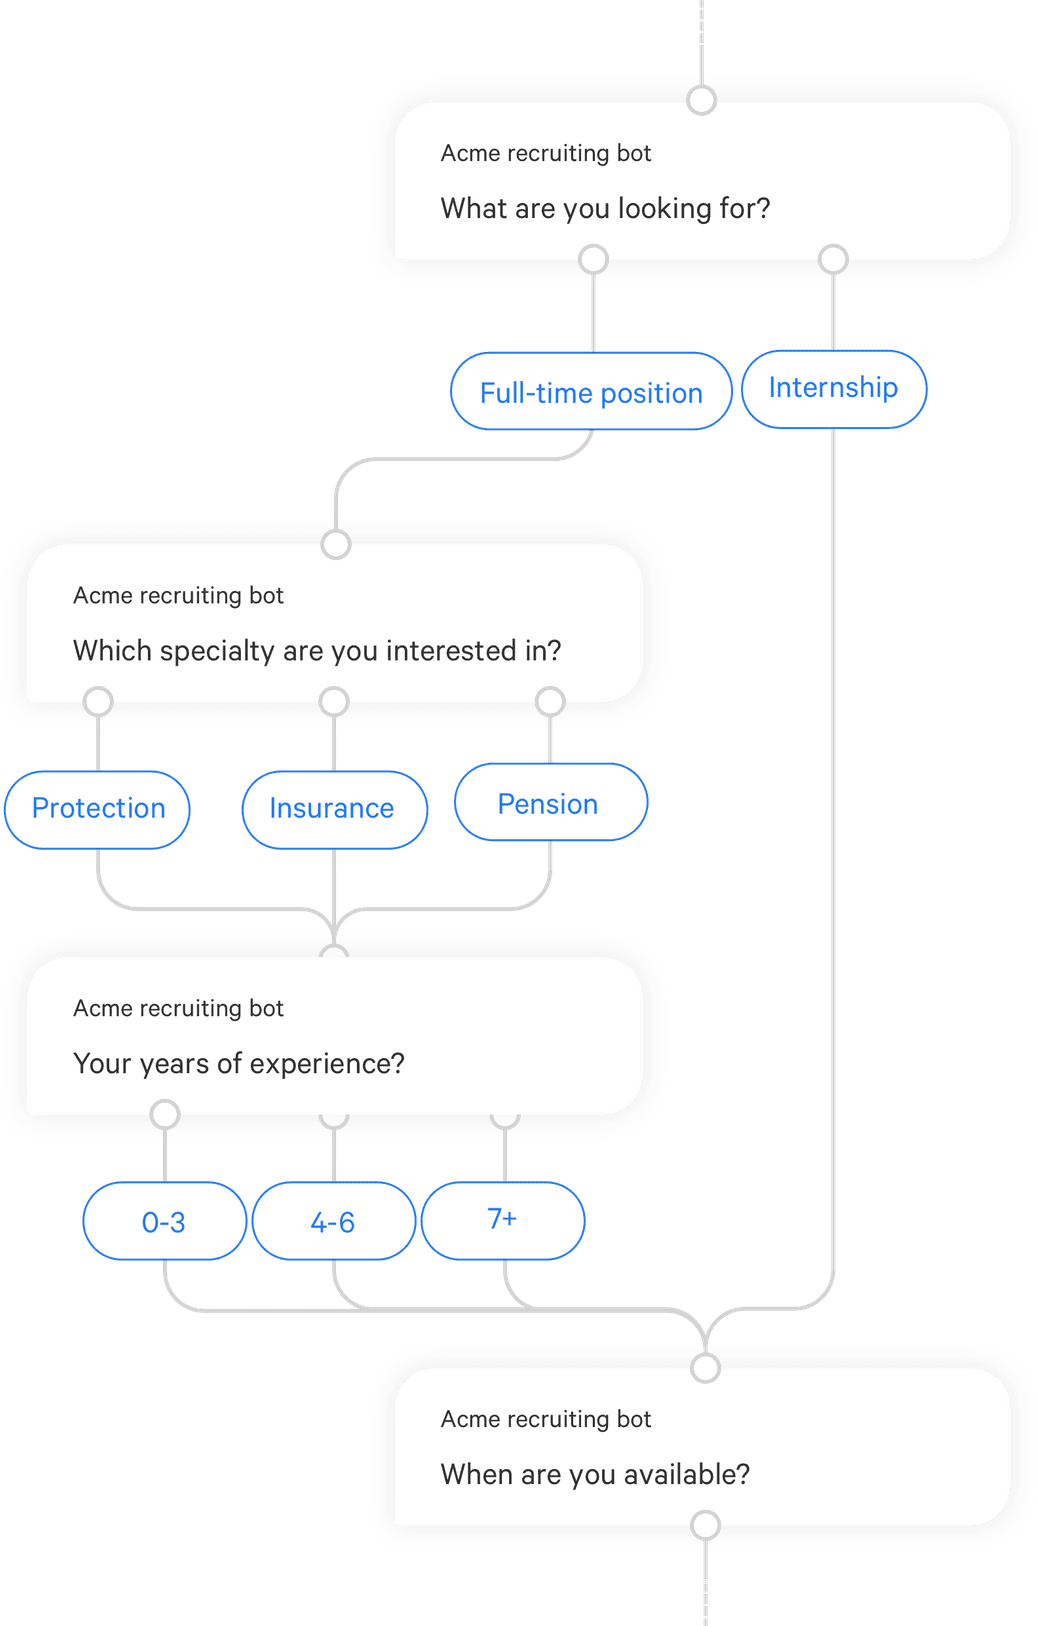 Acme recruiting bot
What are you looking for?
Full-time position
Internship
Acme recruiting bot
Which specialty are you interested in?
Protection
Insurance
Pension
Acme recruiting bot
Your years of experience?
0-3
4-6
7+
Acme recruiting bot
When are you available?